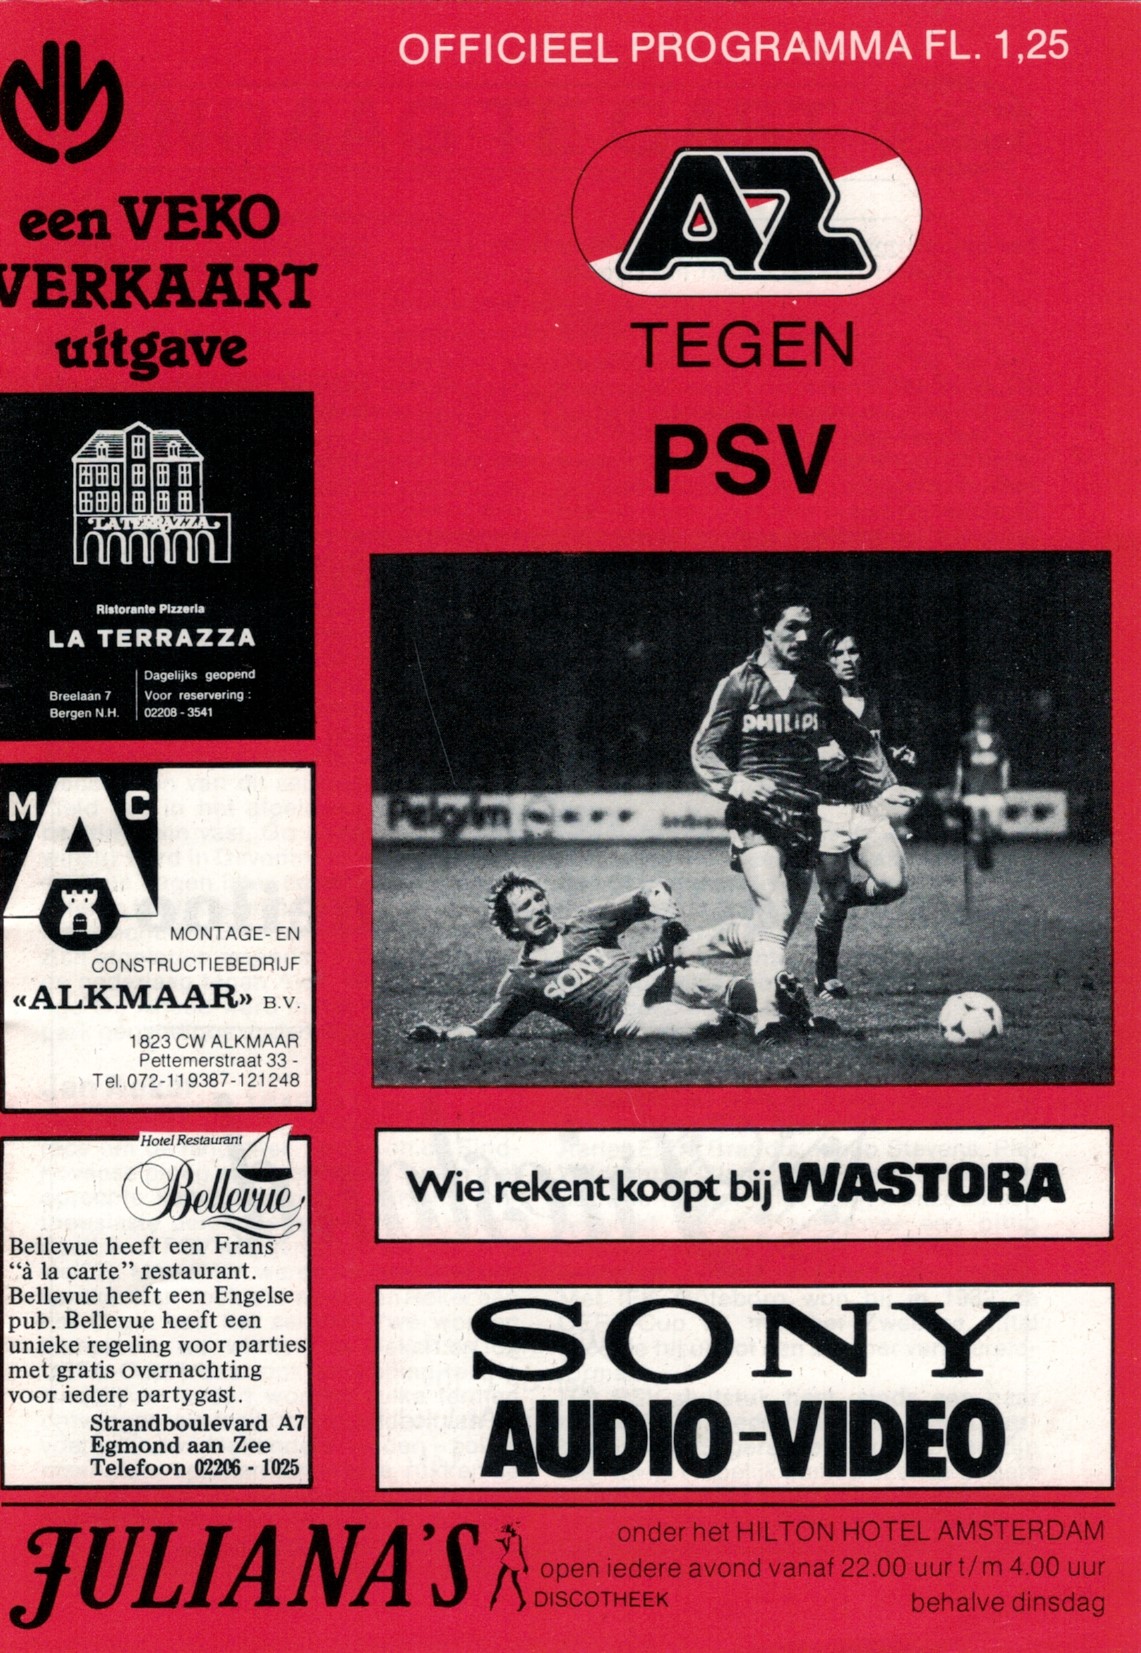 OFFICIEEL PROGRAMMA FL. 1,25
een VEKO
VERKAART
uitgave
AZ
TEGEN
PSV
LA TERRAZZA
Ristorante Pizzeria
LA TERRAZZA
Breelaan 7
Bergen N.H.
Dagelijks geopend
Voor reservering :
02208 - 3541
PHILIPS
Pelgrim
SONY
M A C
MONTAGE- EN
CONSTRUCTIEBEDRIJF
«ALKMAAR» B.V.
1823 CW ALKMAAR
Pettemerstraat 33 -
Tel. 072-119387-121248
Hotel Restaurant
Bellevue
Bellevue heeft een Frans
“à la carte” restaurant.
Bellevue heeft een Engelse
pub. Bellevue heeft een
unieke regeling voor parties
met gratis overnachting
voor iedere partygast.
Strandboulevard A7
Egmond aan Zee
Telefoon 02206 - 1025
Wie rekent koopt bij WASTORA
SONY
AUDIO-VIDEO
JULIANA'S
DISCOTHEEK
onder het HILTON HOTEL AMSTERDAM
open iedere avond vanaf 22.00 uur t/m 4.00 uur
behalve dinsdag